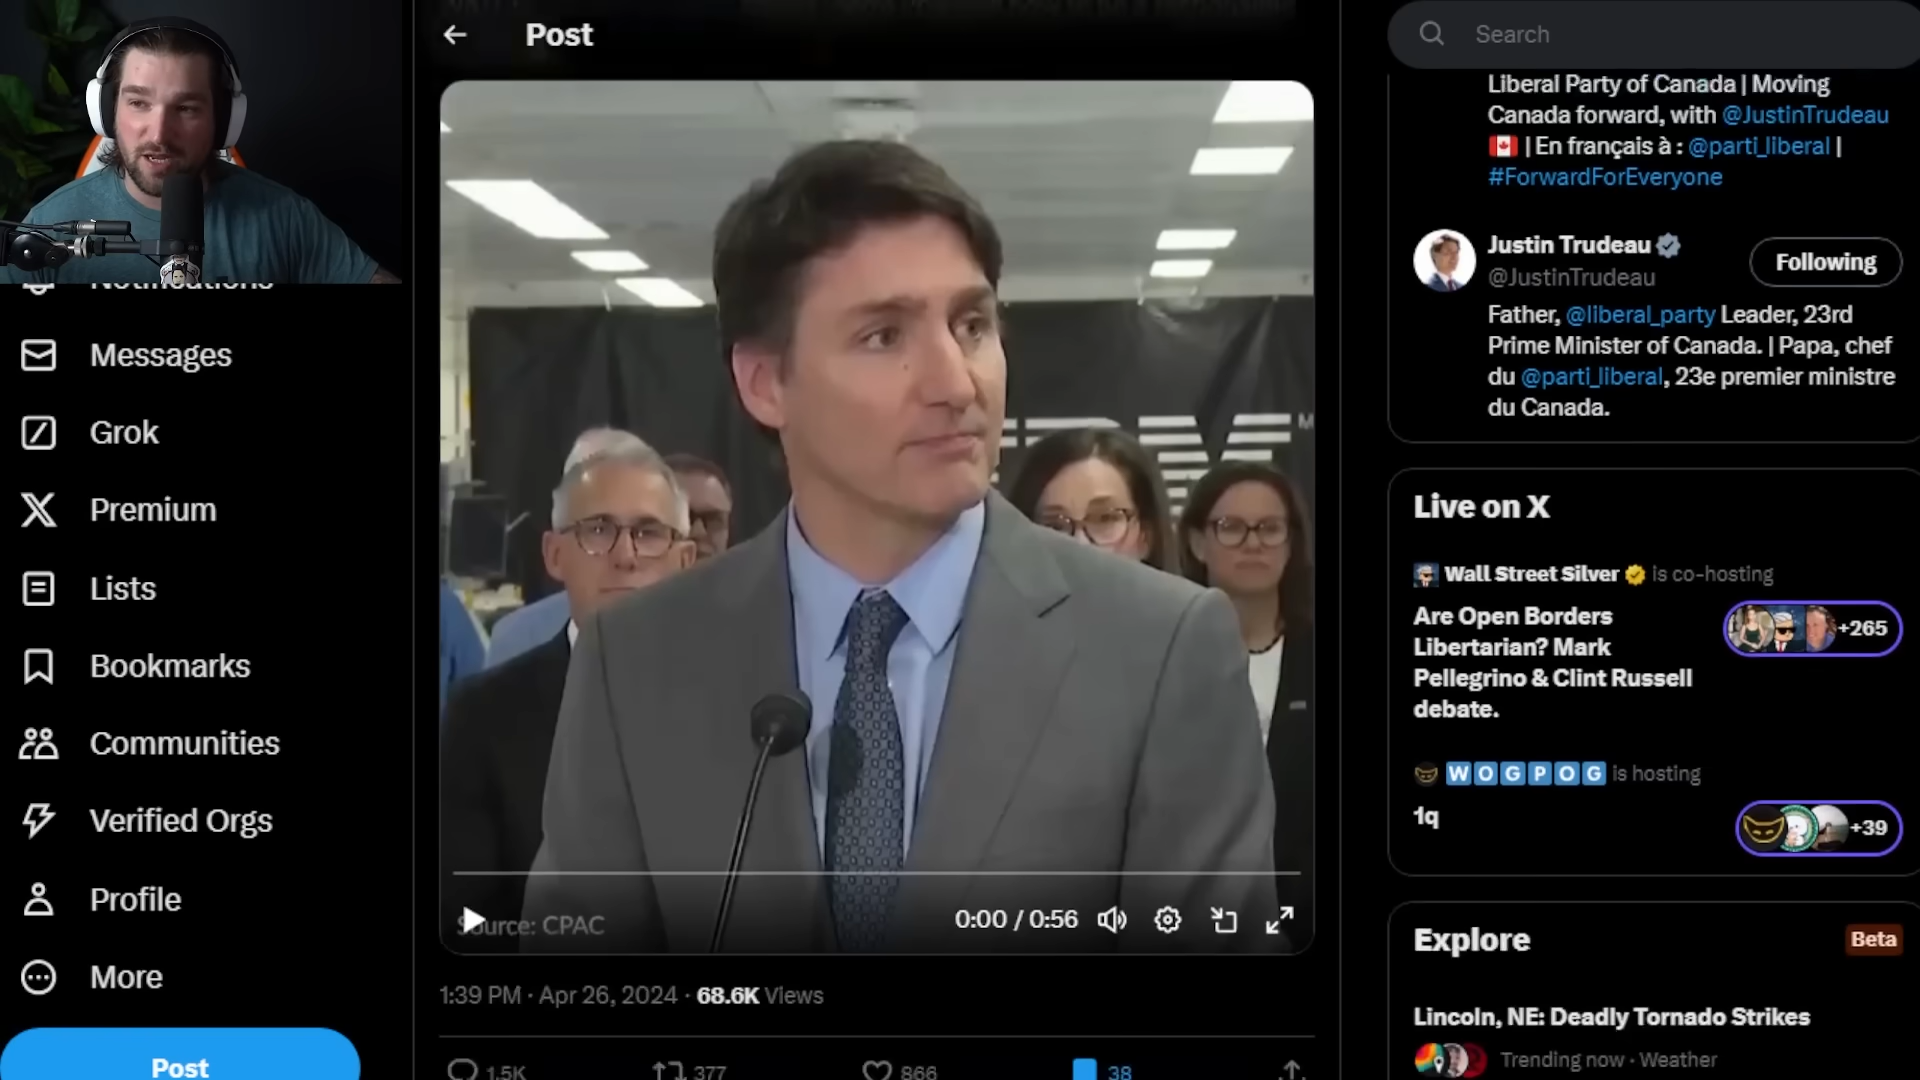 Post
Notifications
Messages
Grok
Premium
Lists
Bookmarks
Communities
Verified Orgs
Profile
More
Post
Source: CPAC
0:00 / 0:56
1:39 PM · Apr 26, 2024 · 68.6K Views
1.5K
377
866
38
Search
Liberal Party of Canada | Moving
Canada forward, with @JustinTrudeau
| En français à : @parti_liberal |
#ForwardForEveryone
Justin Trudeau
@JustinTrudeau
Following
Father, @liberal_party Leader, 23rd
Prime Minister of Canada. | Papa, chef
du @parti_liberal, 23e premier ministre
du Canada.
Live on X
Wall Street Silver is co-hosting
Are Open Borders
Libertarian? Mark
Pellegrino & Clint Russell
debate.
+265
WOGPOG is hosting
1q
+39
Explore
Beta
Lincoln, NE: Deadly Tornado Strikes
Trending now · Weather